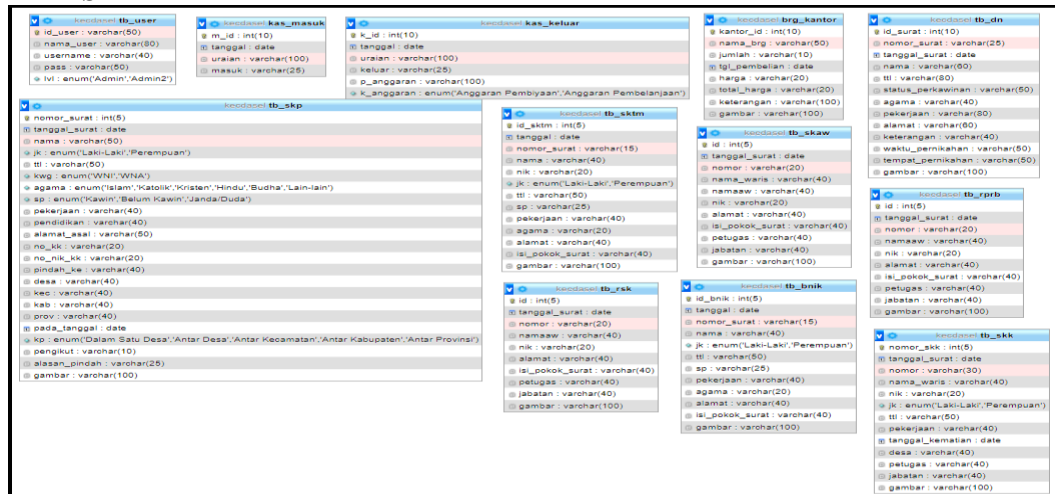 kecdasel tb_user
id_user : varchar(50)
nama_user : varchar(80)
username : varchar(40)
pass : varchar(50)
lvl : enum('Admin','Admin2')
kecdasel kas_masuk
m_id : int(10)
tanggal : date
uraian : varchar(100)
masuk : varchar(25)
kecdasel kas_keluar
k_id : int(10)
tanggal : date
uraian : varchar(100)
keluar : varchar(25)
p_anggaran : varchar(100)
k_anggaran : enum('Anggaran Pembiyaan','Anggaran Pembelanjaan')
kecdasel brg_kantor
kantor_id : int(10)
nama_brg : varchar(50)
jumlah : varchar(10)
tgl_pembelian : date
harga : varchar(20)
total_harga : varchar(20)
keterangan : varchar(100)
gambar : varchar(100)
kecdasel tb_dn
id_surat : int(10)
nomor_surat : varchar(25)
tanggal_surat : date
nama : varchar(60)
ttl : varchar(80)
status_perkawinan : varchar(50)
agama : varchar(40)
pekerjaan : varchar(80)
alamat : varchar(60)
keterangan : varchar(40)
waktu_pernikahan : varchar(50)
tempat_pernikahan : varchar(50)
gambar : varchar(100)
kecdasel tb_skp
nomor_surat : int(5)
tanggal_surat : date
nama : varchar(50)
jk : enum('Laki-Laki','Perempuan')
ttl : varchar(50)
kwg : enum('WNI','WNA')
agama : enum('Islam','Katolik','Kristen','Hindu','Budha','Lain-lain')
sp : enum('Kawin','Belum Kawin','Janda/Duda')
pekerjaan : varchar(40)
pendidikan : varchar(40)
alamat_asal : varchar(50)
no_kk : varchar(20)
no_nik_kk : varchar(20)
pindah_ke : varchar(40)
desa : varchar(40)
kec : varchar(40)
kab : varchar(40)
prov : varchar(40)
pada_tanggal : date
kp : enum('Dalam Satu Desa','Antar Desa','Antar Kecamatan','Antar Kabupaten','Antar Provinsi')
pengikut : varchar(10)
alasan_pindah : varchar(25)
gambar : varchar(100)
kecdasel tb_sktm
id_sktm : int(5)
tanggal : date
nomor_surat : varchar(15)
nama : varchar(40)
nik : varchar(20)
jk : enum('Laki-Laki','Perempuan')
ttl : varchar(50)
sp : varchar(25)
pekerjaan : varchar(40)
agama : varchar(20)
alamat : varchar(40)
isi_pokok_surat : varchar(40)
gambar : varchar(100)
kecdasel tb_skaw
id : int(5)
tanggal_surat : date
nomor : varchar(20)
nama_waris : varchar(40)
namaaw : varchar(40)
nik : varchar(20)
alamat : varchar(40)
isi_pokok_surat : varchar(40)
petugas : varchar(40)
jabatan : varchar(40)
gambar : varchar(100)
kecdasel tb_rprb
id : int(5)
tanggal_surat : date
nomor : varchar(20)
namaaw : varchar(40)
nik : varchar(20)
alamat : varchar(40)
isi_pokok_surat : varchar(40)
petugas : varchar(40)
jabatan : varchar(40)
gambar : varchar(100)
kecdasel tb_rsk
id : int(5)
tanggal_surat : date
nomor : varchar(20)
namaaw : varchar(40)
nik : varchar(20)
alamat : varchar(40)
isi_pokok_surat : varchar(40)
petugas : varchar(40)
jabatan : varchar(40)
gambar : varchar(100)
kecdasel tb_bnik
id_bnik : int(5)
tanggal_surat : date
nomor_surat : varchar(15)
nama : varchar(40)
jk : enum('Laki-Laki','Perempuan')
ttl : varchar(50)
sp : varchar(25)
pekerjaan : varchar(40)
agama : varchar(20)
alamat : varchar(40)
isi_pokok_surat : varchar(40)
gambar : varchar(100)
kecdasel tb_skk
nomor_skk : int(5)
tanggal_surat : date
nomor : varchar(30)
nama_waris : varchar(40)
nik : varchar(20)
jk : enum('Laki-Laki','Perempuan')
ttl : varchar(50)
pekerjaan : varchar(40)
tanggal_kematian : date
desa : varchar(40)
petugas : varchar(40)
jabatan : varchar(40)
gambar : varchar(100)